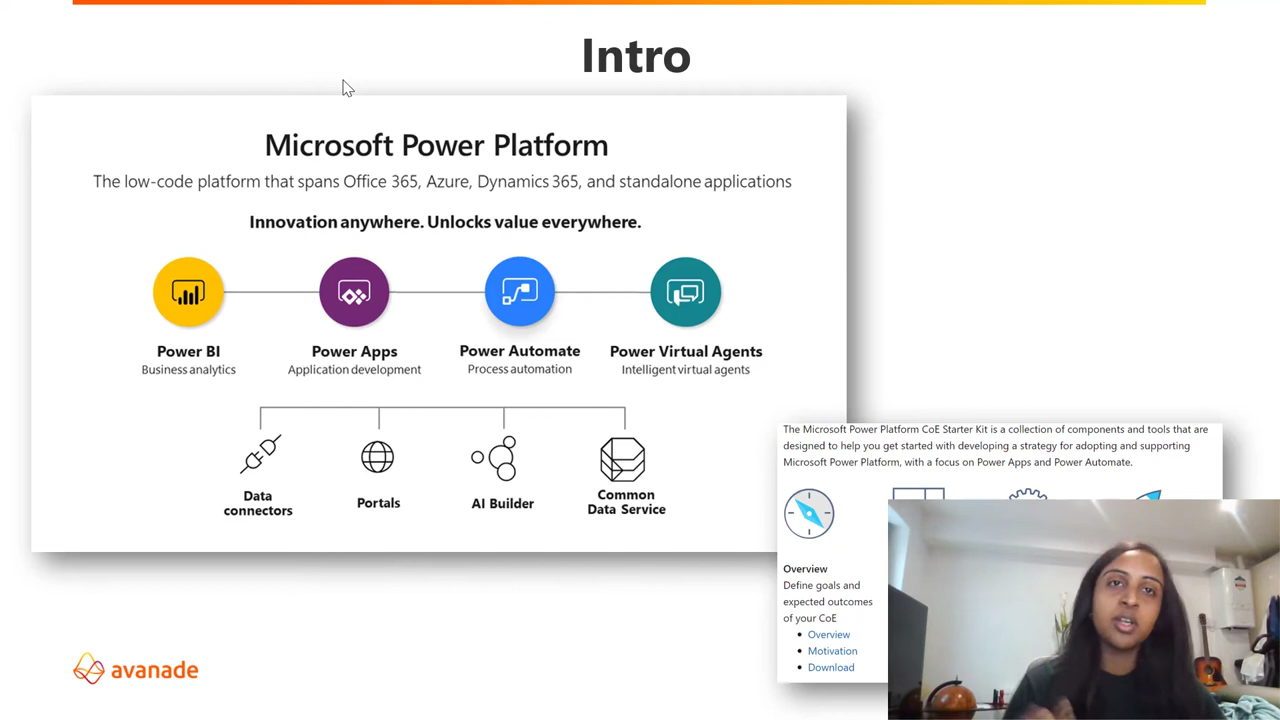 Intro
Microsoft Power Platform
The low-code platform that spans Office 365, Azure, Dynamics 365, and standalone applications
Innovation anywhere. Unlocks value everywhere.
Power BI
Business analytics
Power Apps
Application development
Power Automate
Process automation
Power Virtual Agents
Intelligent virtual agents
Data
connectors
Portals
AI Builder
Common
Data Service
The Microsoft Power Platform CoE Starter Kit is a collection of components and tools that are
designed to help you get started with developing a strategy for adopting and supporting
Microsoft Power Platform, with a focus on Power Apps and Power Automate.
Overview
Define goals and
expected outcomes
of your CoE
Overview
Motivation
Download
avanade